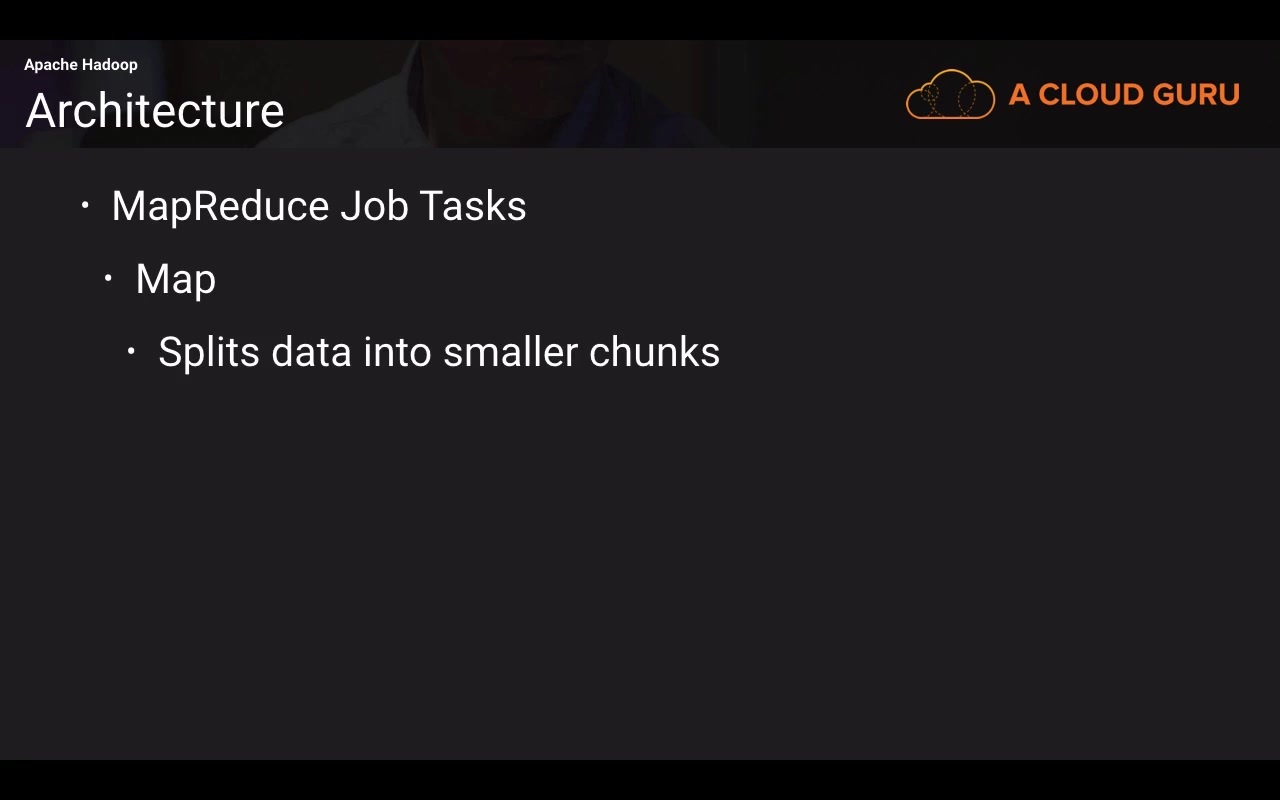 Apache Hadoop
Architecture
A CLOUD GURU
• MapReduce Job Tasks
• Map
• Splits data into smaller chunks